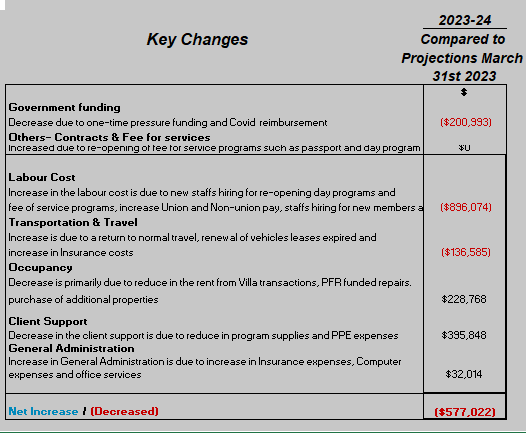 2023-24
Key Changes
Compared to
Projections March
31st 2023
$
Government funding
Decrease due to one-time pressure funding and Covid reimbursement ($200,993)
Others- Contracts & Fee for services
Increased due to re-opening of fee for service programs such as passport and day program $0
Labour Cost
Increase in the labour cost is due to new staffs hiring for re-opening day programs and
fee of service programs, increase Union and Non-union pay, staffs hiring for new members a ($896,074)
Transportation & Travel
Increase is due to a return to normal travel, renewal of vehicles leases expired and
increase in Insurance costs ($136,585)
Occupancy
Decrease is primarily due to reduce in the rent from Villa transactions, PFR funded repairs.
purchase of additional properties $228,768
Client Support
Decrease in the client support is due to reduce in program supplies and PPE expenses $395,848
General Administration
Increase in General Administration is due to increase in Insurance expenses, Computer
expenses and office services $32,014
Net Increase / (Decreased) ($577,022)